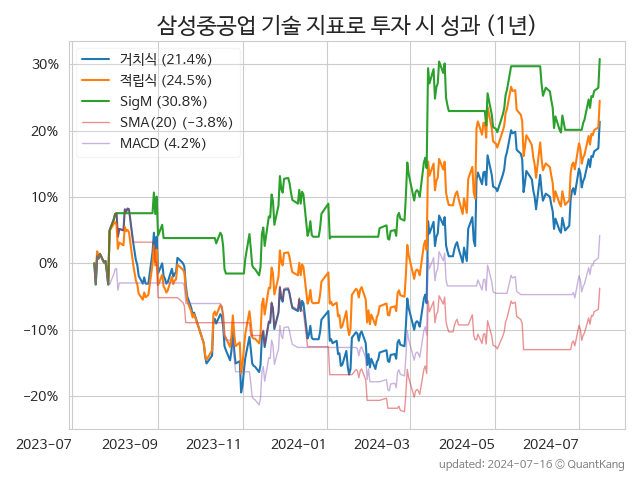 삼성중공업 기술 지표로 투자 시 성과 (1년)
거치식 (21.4%)
적립식 (24.5%)
SigM (30.8%)
SMA(20) (−3.8%)
MACD (4.2%)
30%
20%
10%
0%
−10%
−20%
2023-07 2023-09 2023-11 2024-01 2024-03 2024-05 2024-07
updated: 2024-07-16 © QuantKang